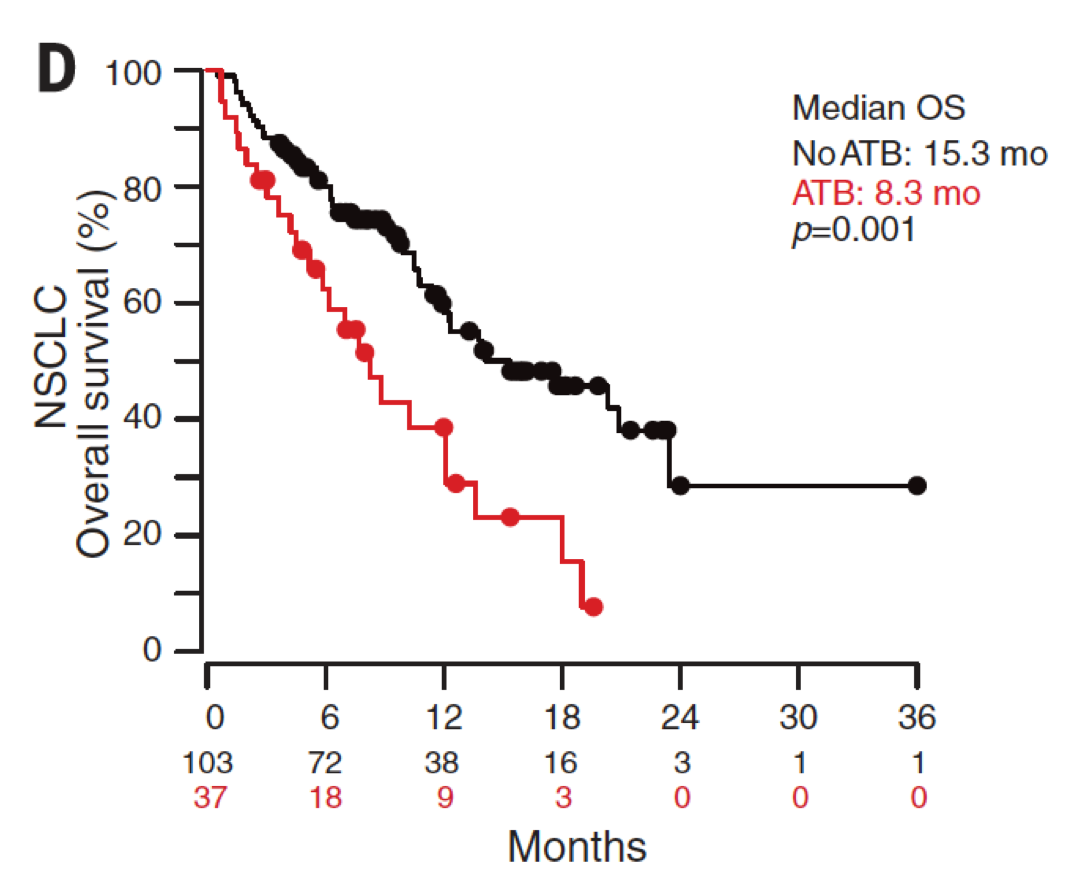 D
Median OS
No ATB: 15.3 mo
ATB: 8.3 mo
p=0.001
NSCLC
Overall survival (%)
100
80
60
40
20
0
0 6 12 18 24 30 36
103 72 38 16 3 1 1
37 18 9 3 0 0 0
Months